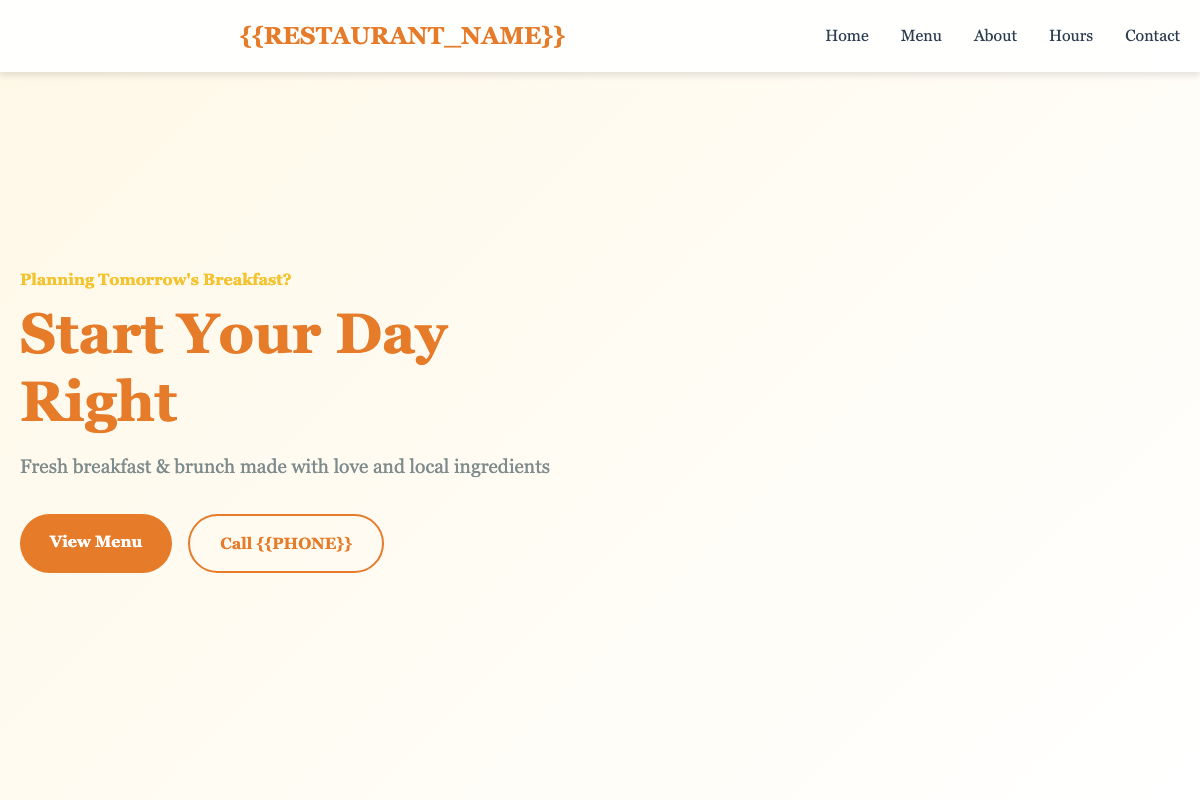 {{RESTAURANT_NAME}}
Home Menu About Hours Contact
Planning Tomorrow's Breakfast?
Start Your Day
Right
Fresh breakfast & brunch made with love and local ingredients
View Menu
Call {{PHONE}}